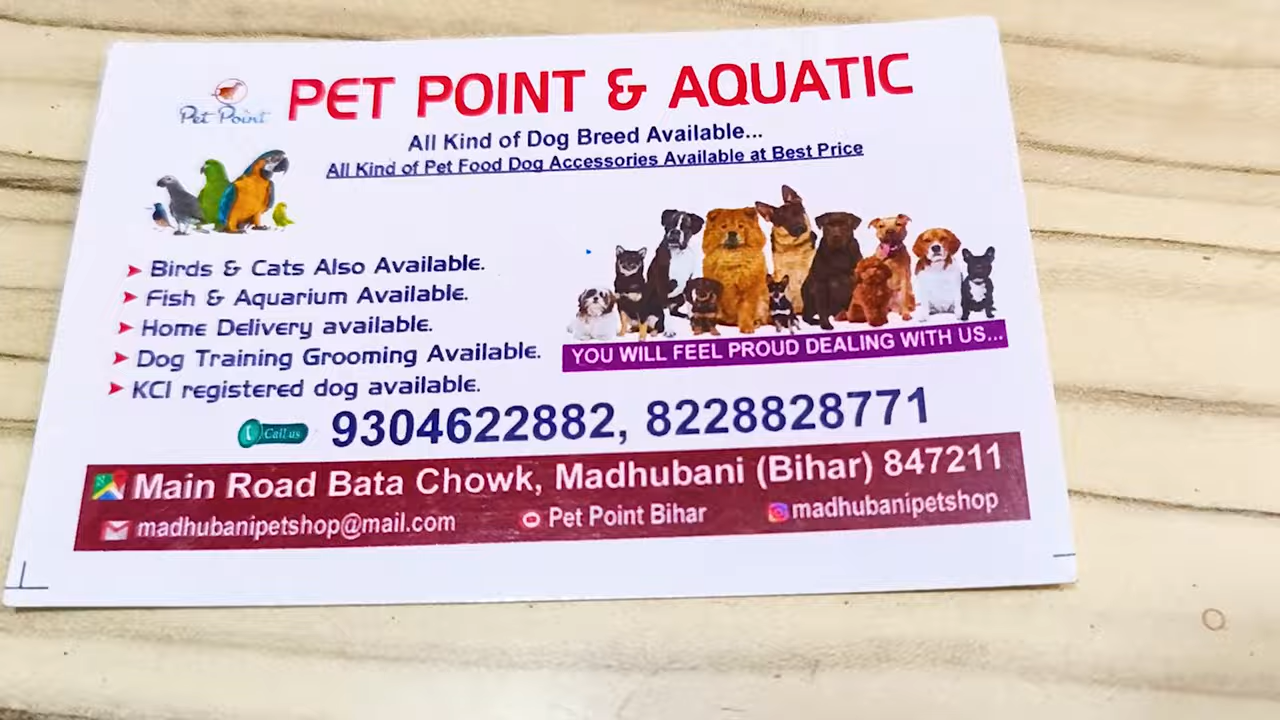 Pet Point
PET POINT & AQUATIC
All Kind of Dog Breed Available...
All Kind of Pet Food Dog Accessories Available at Best Price
Birds & Cats Also Available.
Fish & Aquarium Available.
Home Delivery available.
Dog Training Grooming Available.
KCI registered dog available.
YOU WILL FEEL PROUD DEALING WITH US...
Call us 9304622882, 8228828771
Main Road Bata Chowk, Madhubani (Bihar) 847211
madhubanipetshop@mail.com Pet Point Bihar madhubanipetshop